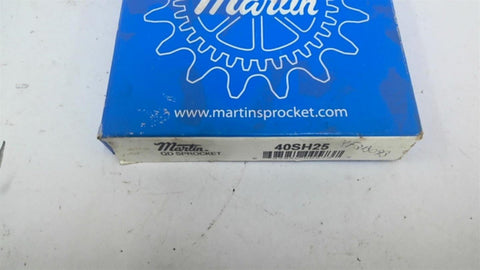 Martin
www.martinsprocket.com
Martin
QD SPROCKET
40SH25